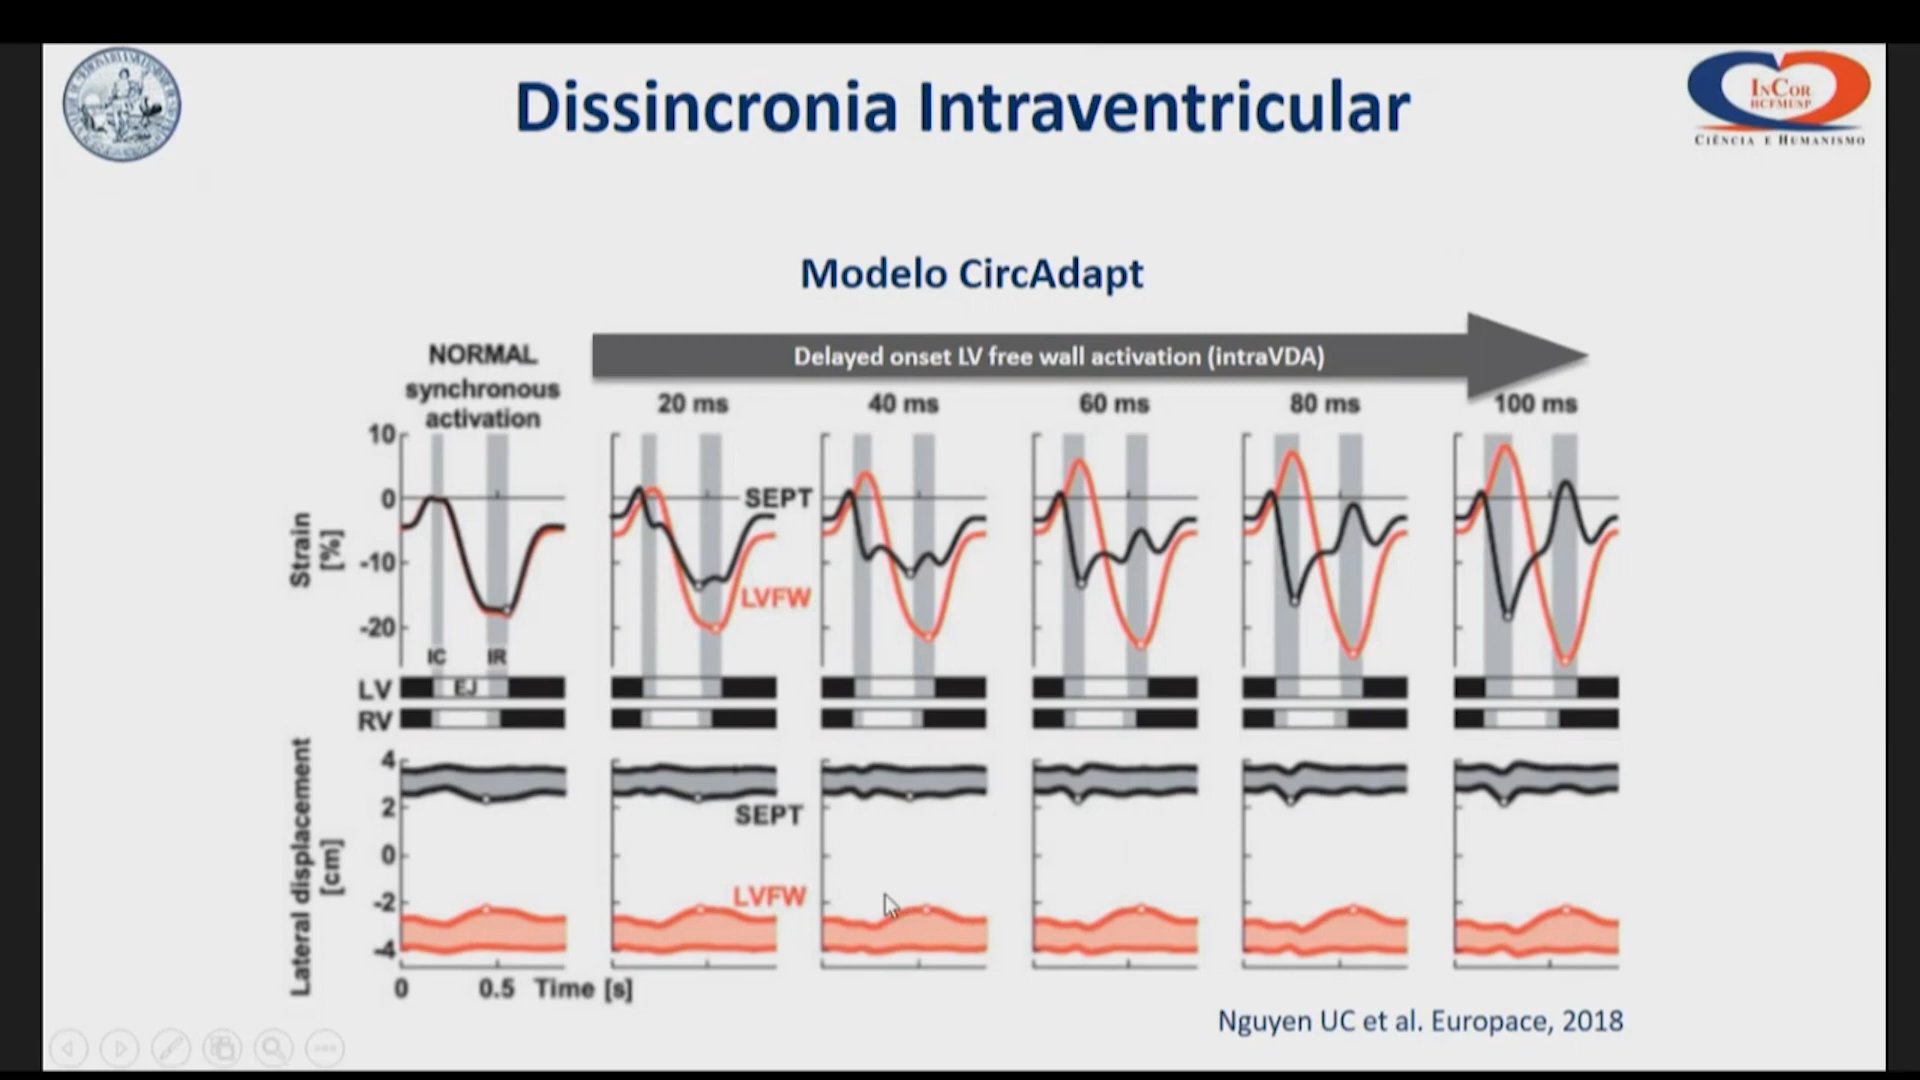 Dissincronia Intraventricular
INCOR
HCFMUSP
CIÊNCIA E HUMANISMO
Modelo CircAdapt
NORMAL
synchronous
activation
Delayed onset LV free wall activation (intraVDA)
20 ms
40 ms
60 ms
80 ms
100 ms
Strain
[%]
10
0
-10
-20
SEPT
LVFW
IC
IR
LV
EJ
RV
Lateral displacement
[cm]
4
2
0
-2
-4
SEPT
LVFW
0
0.5
Time [s]
Nguyen UC et al. Europace, 2018